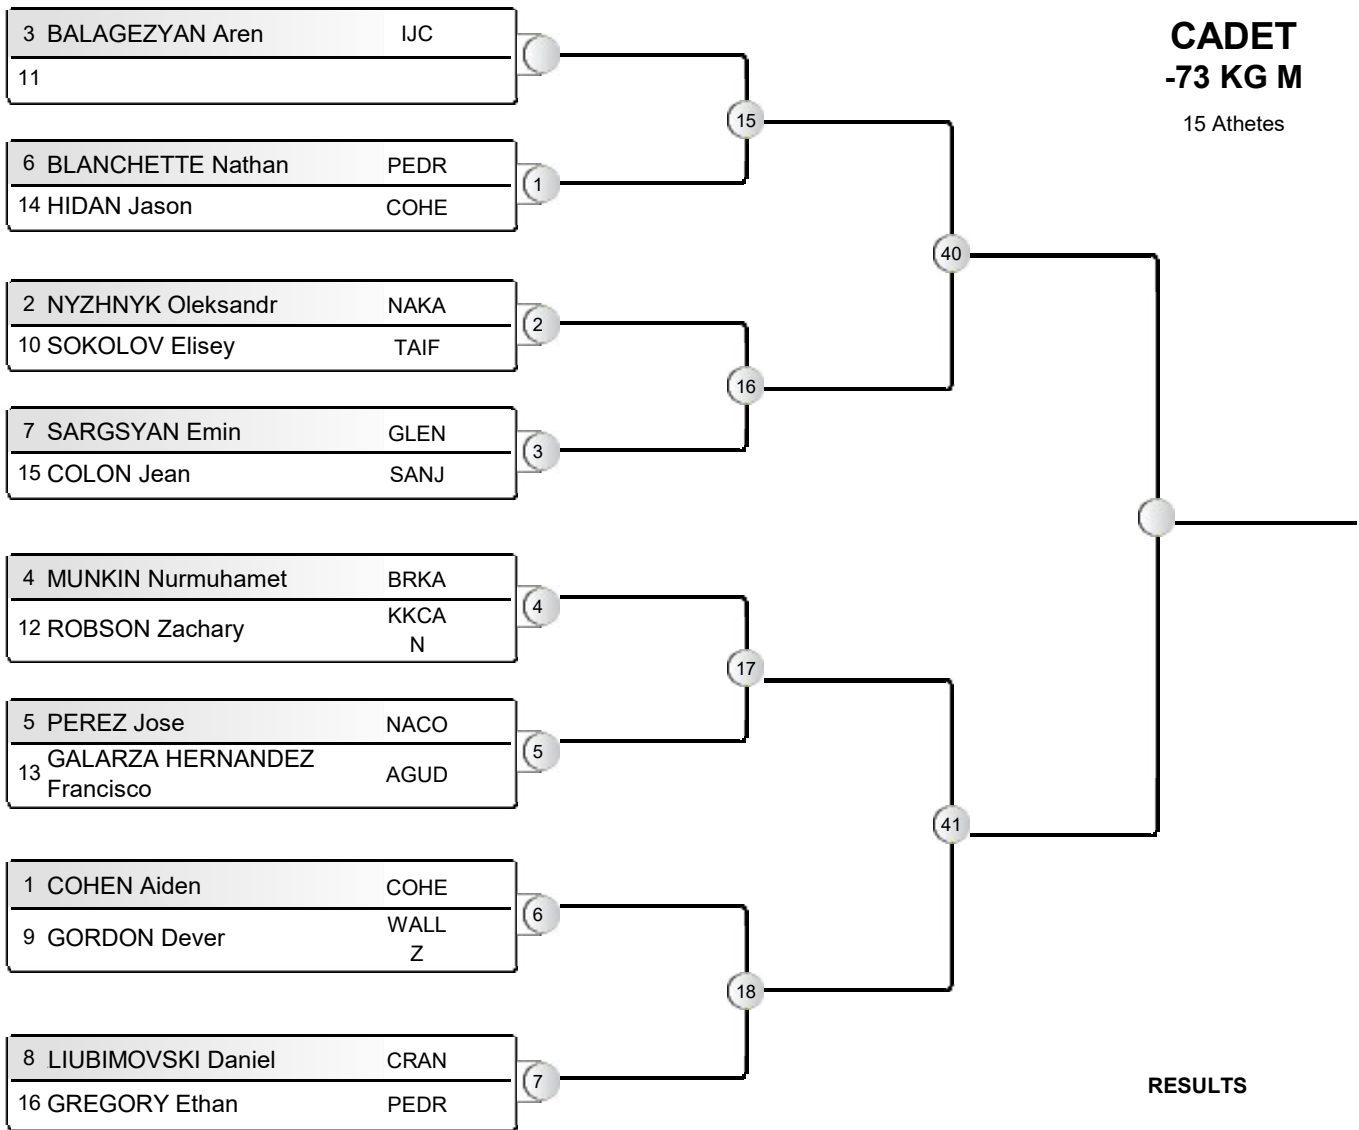 3 BALAGEZYAN Aren IJC
11
6 BLANCHETTE Nathan PEDR
14 HIDAN Jason COHE
1
15
2 NYZHNYK Oleksandr NAKA
10 SOKOLOV Elisey TAIF
2
7 SARGSYAN Emin GLEN
15 COLON Jean SANJ
3
16
40
4 MUNKIN Nurmuhamet BRKA
12 ROBSON Zachary KKCA
N
4
5 PEREZ Jose NACO
13 GALARZA HERNANDEZ
Francisco AGUD
5
17
1 COHEN Aiden COHE
9 GORDON Dever WALL
Z
6
8 LIUBIMOVSKI Daniel CRAN
16 GREGORY Ethan PEDR
7
18
41
CADET
-73 KG M
15 Athetes
RESULTS